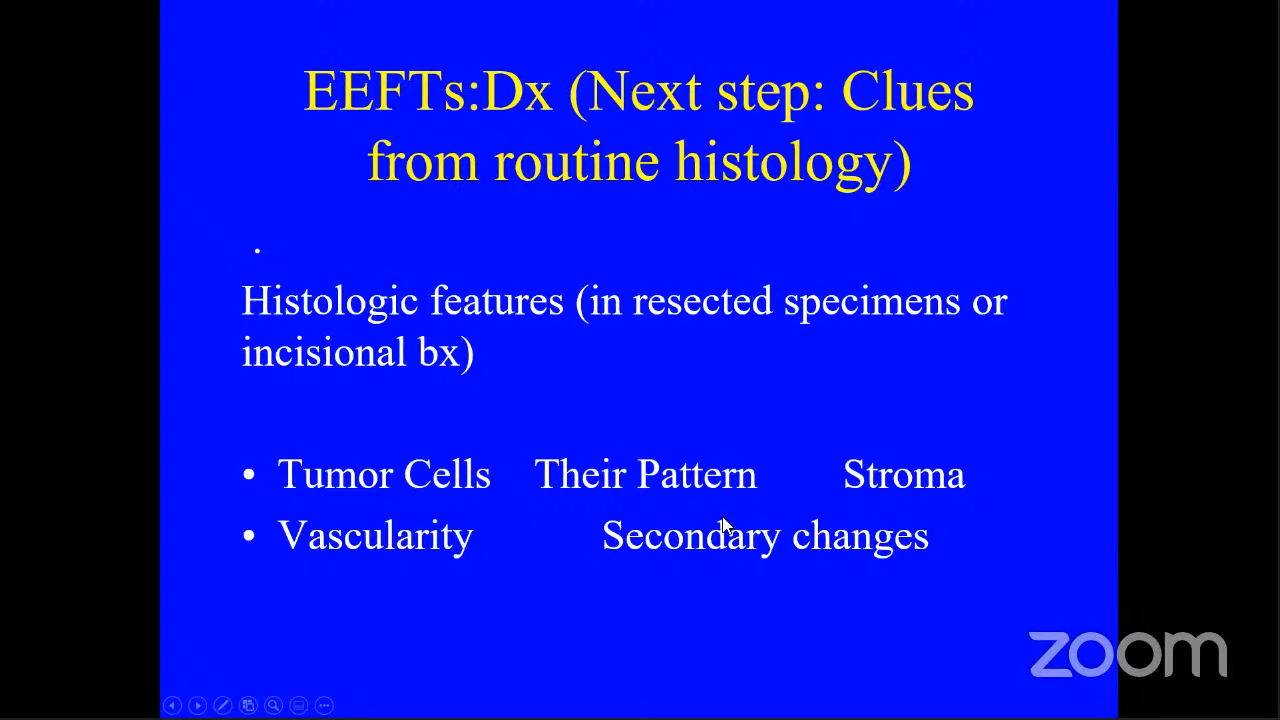 EEFTs:Dx (Next step: Clues
from routine histology)
.
Histologic features (in resected specimens or
incisional bx)
• Tumor Cells Their Pattern Stroma
• Vascularity Secondary changes
zoom